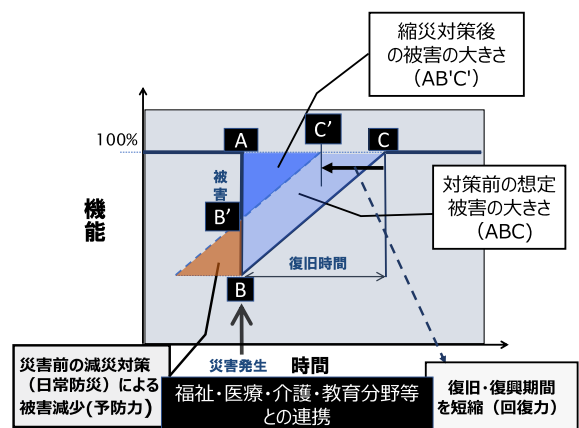 縮災対策後
の被害の大きさ
（AB'C'）
100%
A
C’
C
被害
B’
対策前の想定
被害の大きさ
（ABC)
機能
復旧時間
B
災害発生
時間
災害前の減災対策
（日常防災）による
被害減少(予防力)
福祉・医療・介護・教育分野等
との連携
復旧・復興期間
を短縮（回復力）